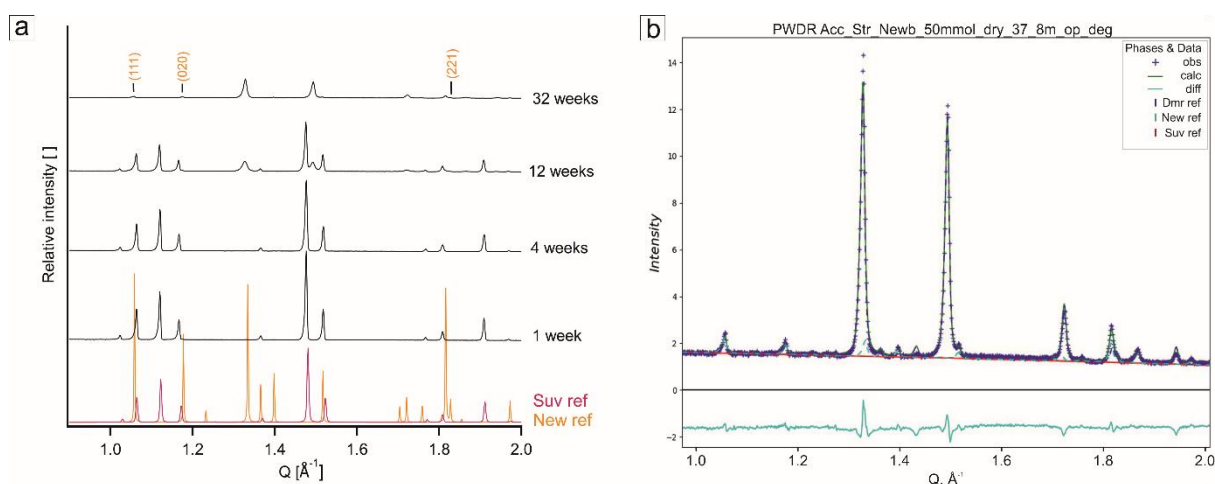 a
(111)
(020)
(221)
32 weeks
12 weeks
4 weeks
1 week
Suv ref
New ref
Relative intensity [ ]
1.0 1.2 1.4 1.6 1.8 2.0
Q [Å⁻¹]
b
PWDR Acc_Str_Newb_50mmol_dry_37_8m_op_deg
Phases & Data
obs
calc
diff
Dmr ref
New ref
Suv ref
Intensity
14
12
10
8
6
4
2
0
−2
1.0 1.2 1.4 1.6 1.8 2.0
Q, Å⁻¹